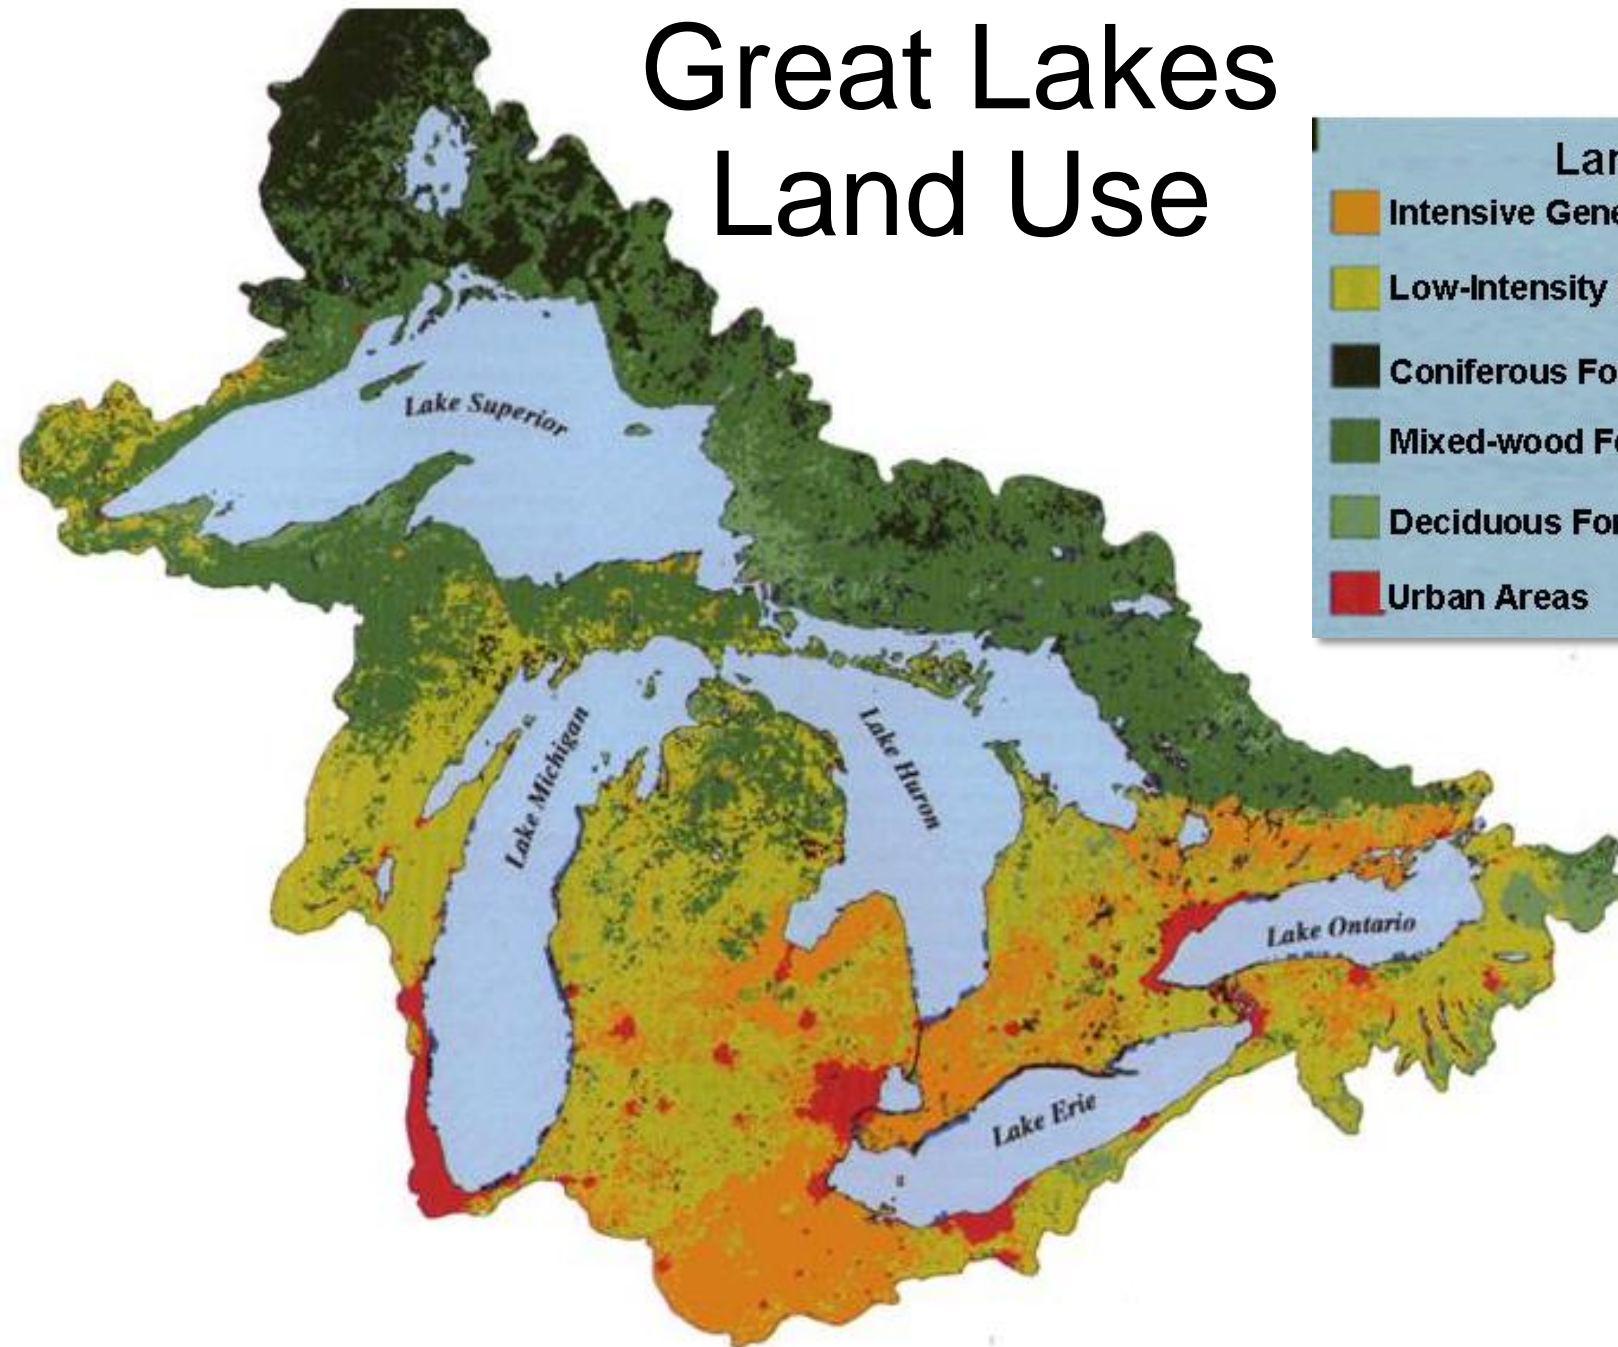 Great Lakes
Land Use
Lan
Intensive Gene
Low-Intensity
Coniferous Fo
Mixed-wood Fo
Deciduous For
Urban Areas
Lake Superior
Lake Michigan
Lake Huron
Lake Ontario
Lake Erie